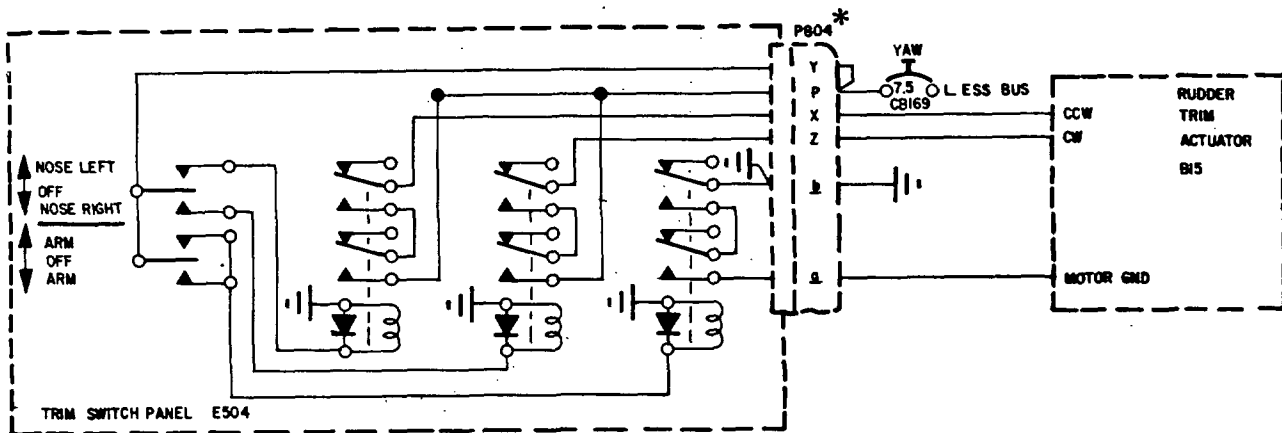 P804*
YAW
Y
P
7.5
CB169
L ESS BUS
X
Z
b
a
CCW
CW
MOTOR GND
RUDDER
TRIM
ACTUATOR
B15
NOSE LEFT
OFF
NOSE RIGHT
ARM
OFF
ARM
TRIM SWITCH PANEL E504